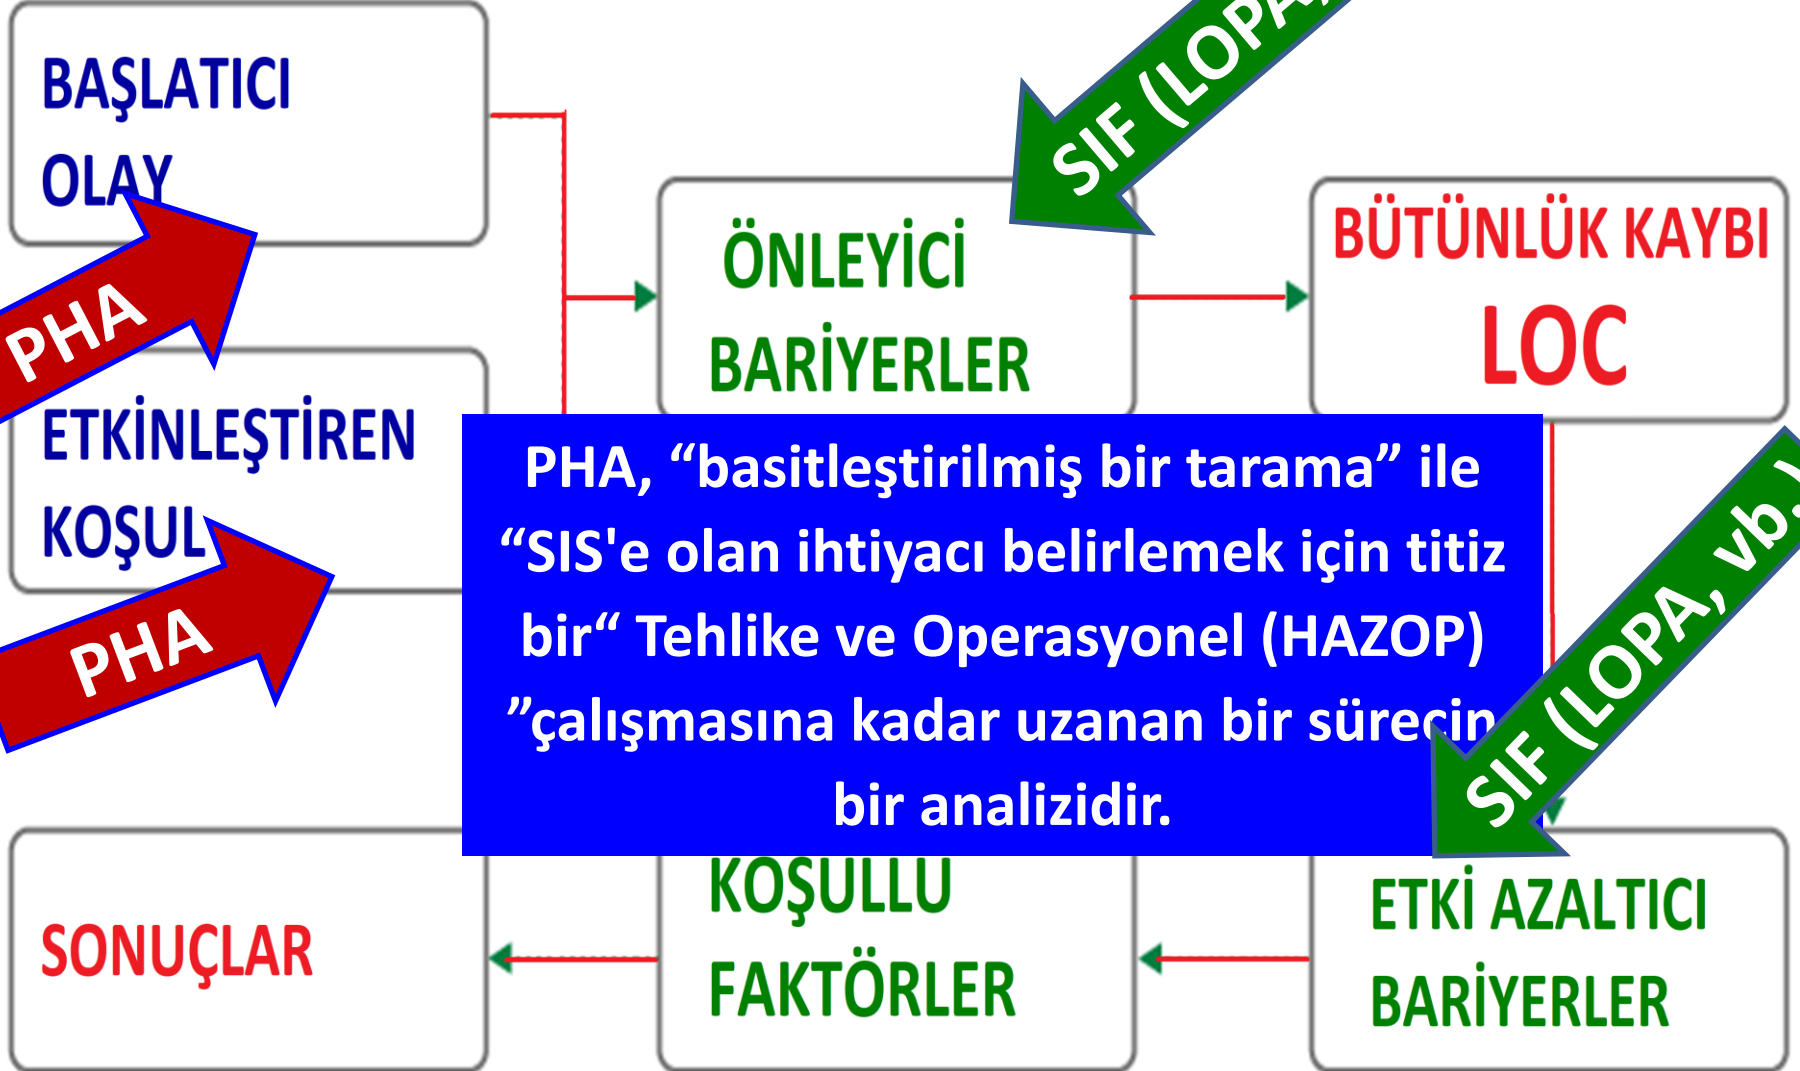 BAŞLATICI
OLAY
PHA
ETKİNLEŞTİREN
KOŞUL
PHA
SIF (LOPA,
ÖNLEYİCİ
BARİYERLER
BÜTÜNLÜK KAYBI
LOC
PHA, “basitleştirilmiş bir tarama” ile
“SIS'e olan ihtiyacı belirlemek için titiz
bir“ Tehlike ve Operasyonel (HAZOP)
”çalışmasına kadar uzanan bir sürecin
bir analizidir.
SIF (LOPA, vb.)
SONUÇLAR
KOŞULLU
FAKTÖRLER
ETKİ AZALTICI
BARİYERLER